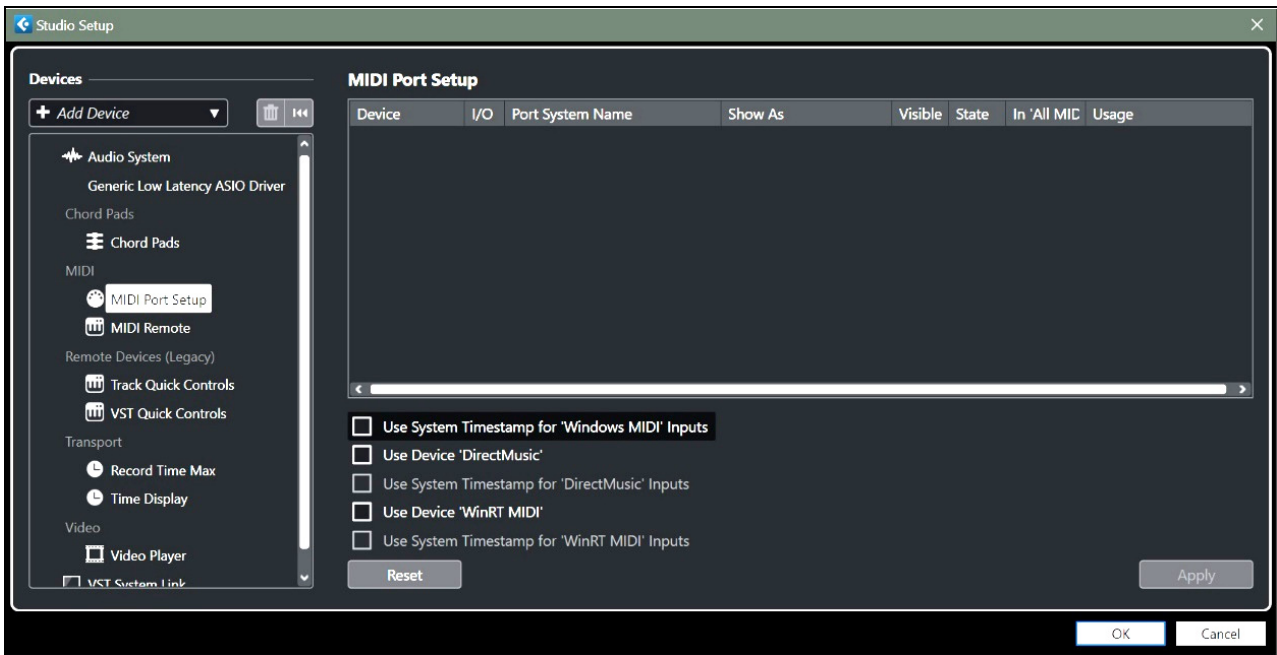 Studio Setup
Devices
Add Device
Audio System
Generic Low Latency ASIO Driver
Chord Pads
Chord Pads
MIDI
MIDI Port Setup
MIDI Remote
Remote Devices (Legacy)
Track Quick Controls
VST Quick Controls
Transport
Record Time Max
Time Display
Video
Video Player
VST System Link
MIDI Port Setup
Device I/O Port System Name Show As Visible State In 'All MID Usage
Use System Timestamp for 'Windows MIDI' Inputs
Use Device 'DirectMusic'
Use System Timestamp for 'DirectMusic' Inputs
Use Device 'WinRT MIDI'
Use System Timestamp for 'WinRT MIDI' Inputs
Reset Apply
OK Cancel